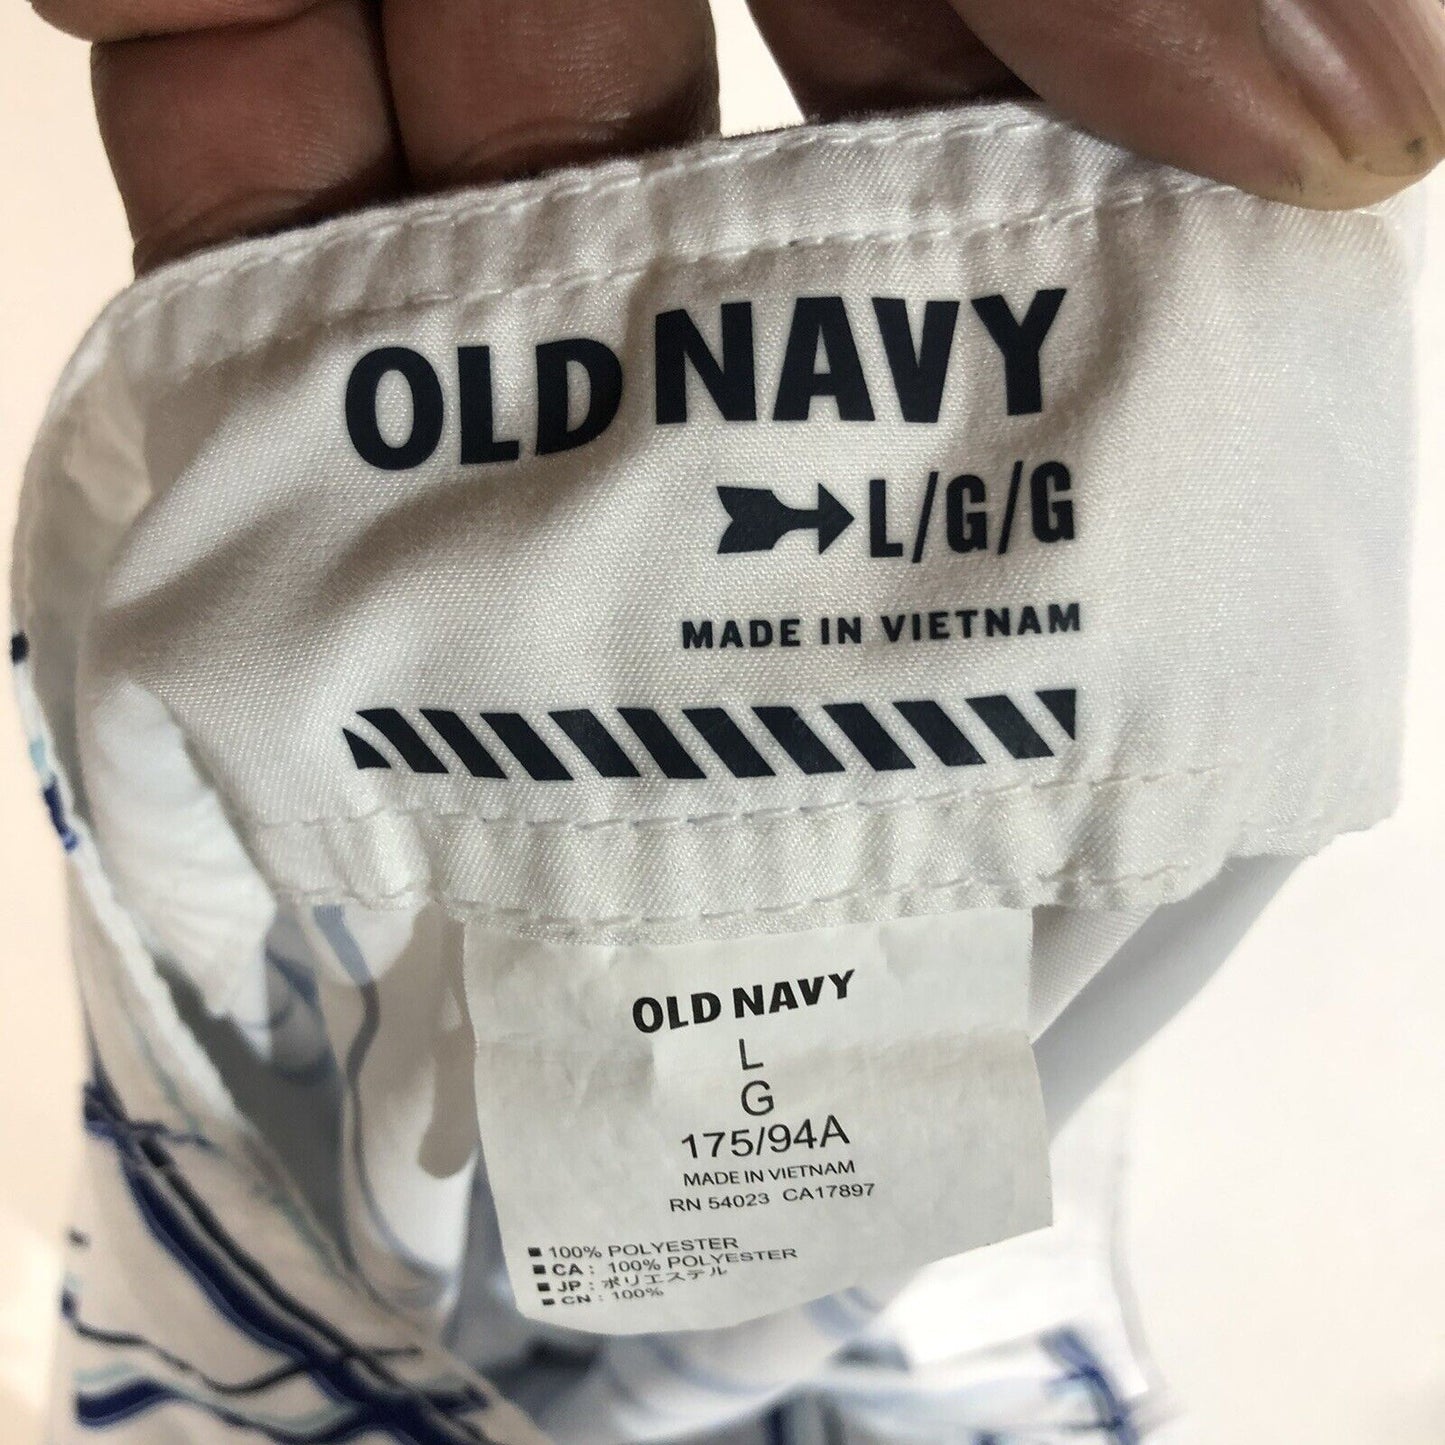 OLD NAVY
L/G/G
MADE IN VIETNAM
OLD NAVY
L
G
175/94A
MADE IN VIETNAM
RN 54023 CA17897
■ 100% POLYESTER
■ CA : 100% POLYESTER
■ JP : ポリエステル
■ CN : 100%